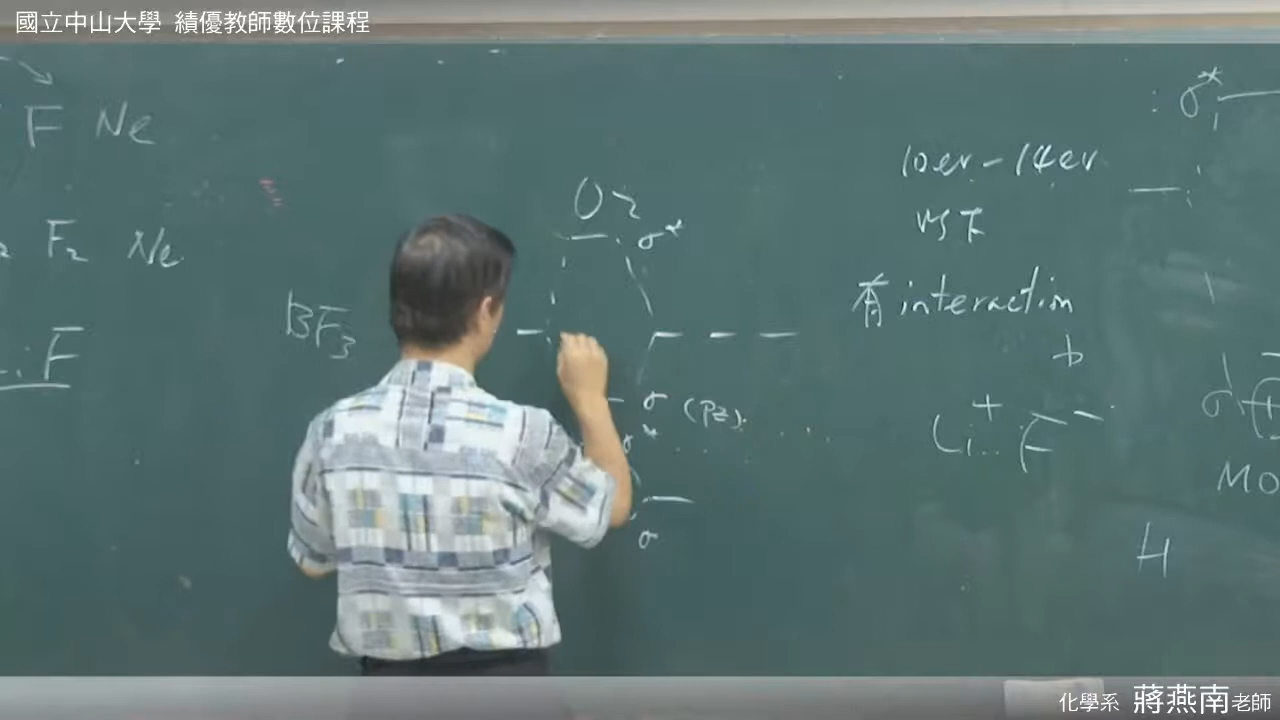 國立中山大學 績優教師數位課程
F Ne
F₂ Ne
iF
BF₃
O₂
σ*
σ (Pz)
σ*
σ
10ev - 14ev
以下
有 interaction
Li⁺ F⁻
σ*
MO
H
化學系 蔣燕南老師